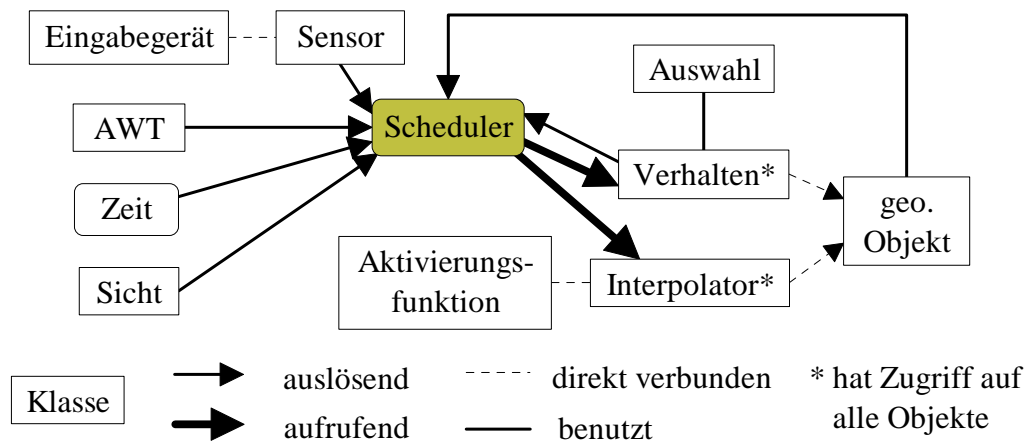 Eingabegerät
Sensor
Auswahl
AWT
Scheduler
Verhalten*
Zeit
geo.
Objekt
Aktivierungs-
funktion
Interpolator*
Sicht
Klasse
auslösend
direkt verbunden
* hat Zugriff auf
alle Objekte
aufrufend
benutzt